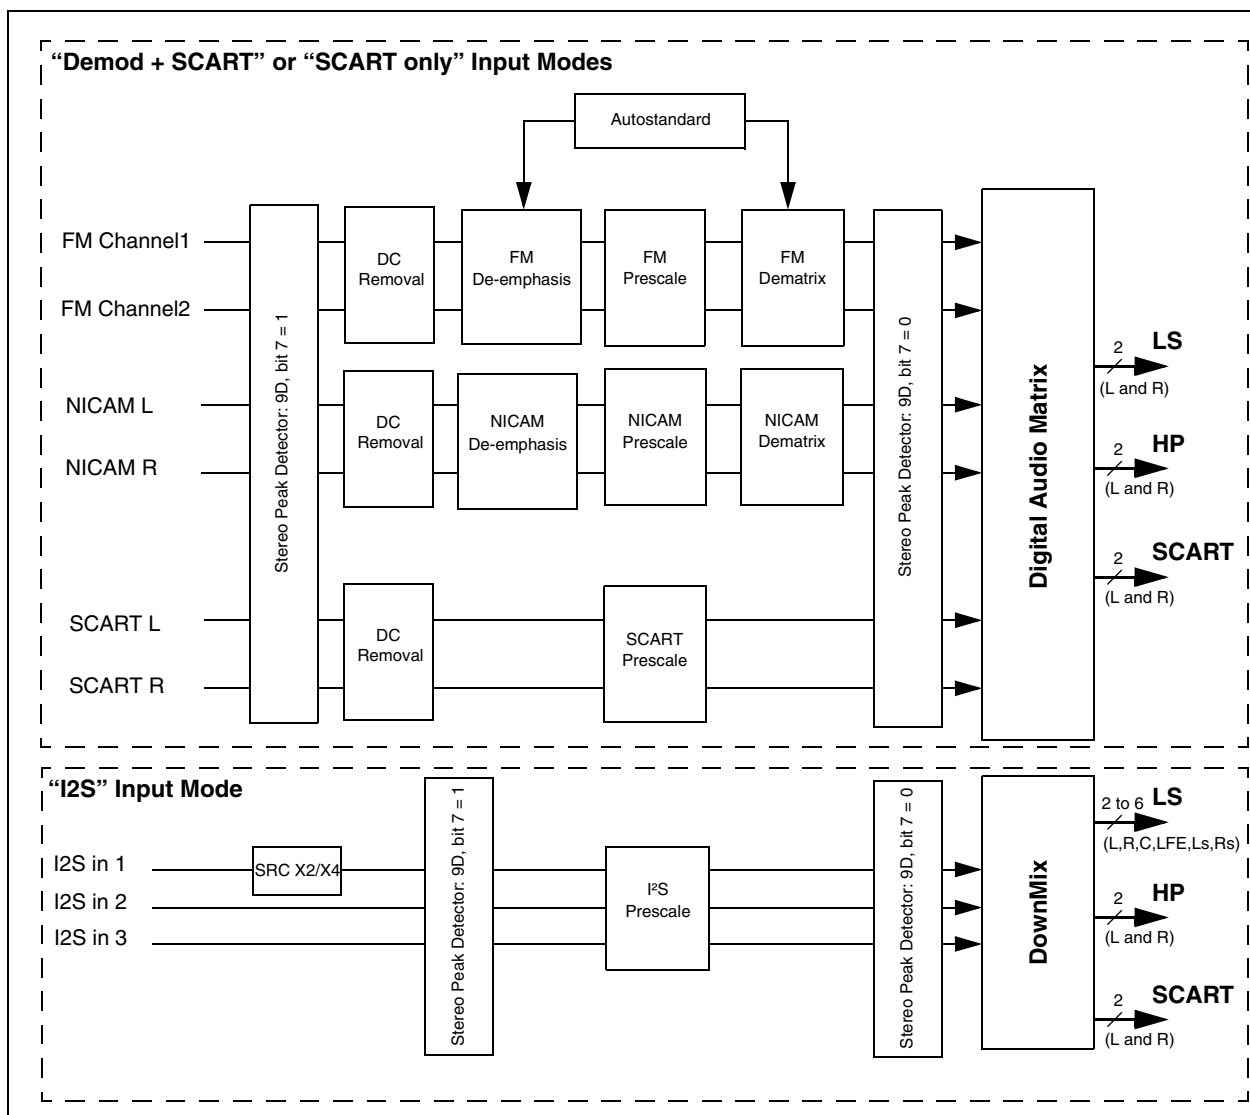 “Demod + SCART” or “SCART only” Input Modes
Autostandard
FM Channel1
FM Channel2
NICAM L
NICAM R
SCART L
SCART R
Stereo Peak Detector: 9D, bit 7 = 1
DC
Removal
FM
De-emphasis
FM
Prescale
FM
Dematrix
DC
Removal
NICAM
De-emphasis
NICAM
Prescale
NICAM
Dematrix
DC
Removal
SCART
Prescale
Stereo Peak Detector: 9D, bit 7 = 0
Digital Audio Matrix
2
LS
(L and R)
2
HP
(L and R)
2
SCART
(L and R)
“I2S” Input Mode
I2S in 1
I2S in 2
I2S in 3
SRC X2/X4
Stereo Peak Detector: 9D, bit 7 = 1
I²S
Prescale
Stereo Peak Detector: 9D, bit 7 = 0
DownMix
2 to 6
LS
(L,R,C,LFE,Ls,Rs)
2
HP
(L and R)
2
SCART
(L and R)